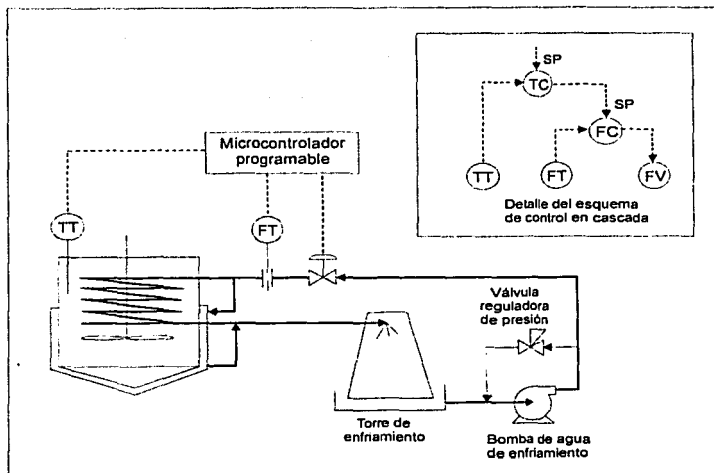 SP
TC
SP
FC
TT
FT
FV
Detalle del esquema
de control en cascada
Microcontrolador
programable
TT
FT
Válvula
reguladora
de presión
Torre de
enfriamiento
Bomba de agua
de enfriamiento